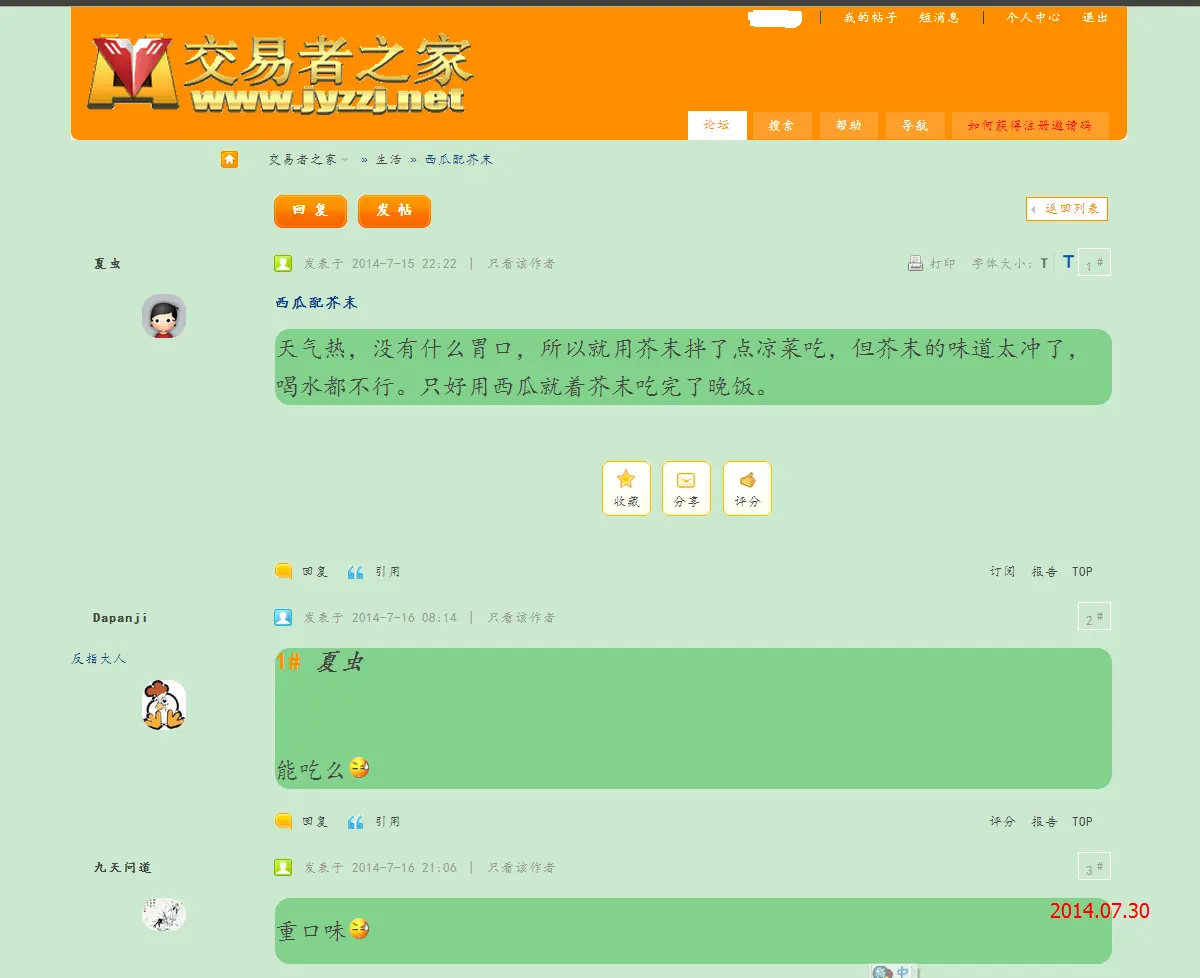 我的帖子 短消息 个人中心 退出
交易者之家
www.jyzzj.net
论坛 搜索 帮助 导航 如何获得注册邀请码
交易者之家 » 生活 » 西瓜配芥末
回复 发帖 返回列表
夏虫 发表于 2014-7-15 22:22 | 只看该作者 打印 字体大小: T T 1#
西瓜配芥末
天气热，没有什么胃口，所以就用芥末拌了点凉菜吃，但芥末的味道太冲了，
喝水都不行。只好用西瓜就着芥末吃完了晚饭。
收藏 分享 评分
回复 引用 订阅 报告 TOP
Dapanji 发表于 2014-7-16 08:14 | 只看该作者 2#
反指大人
1# 夏虫
能吃么
回复 引用 评分 报告 TOP
九天问道 发表于 2014-7-16 21:06 | 只看该作者 3#
重口味
2014.07.30
中